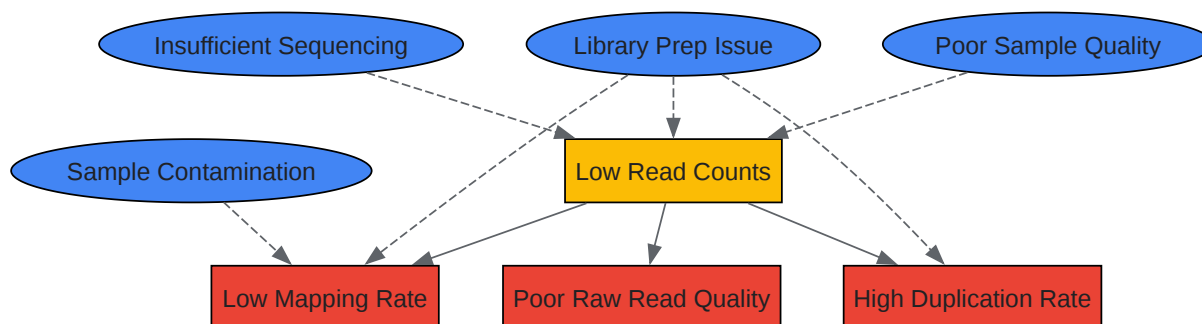 Insufficient Sequencing
Library Prep Issue
Poor Sample Quality
Sample Contamination
Low Read Counts
Low Mapping Rate
Poor Raw Read Quality
High Duplication Rate